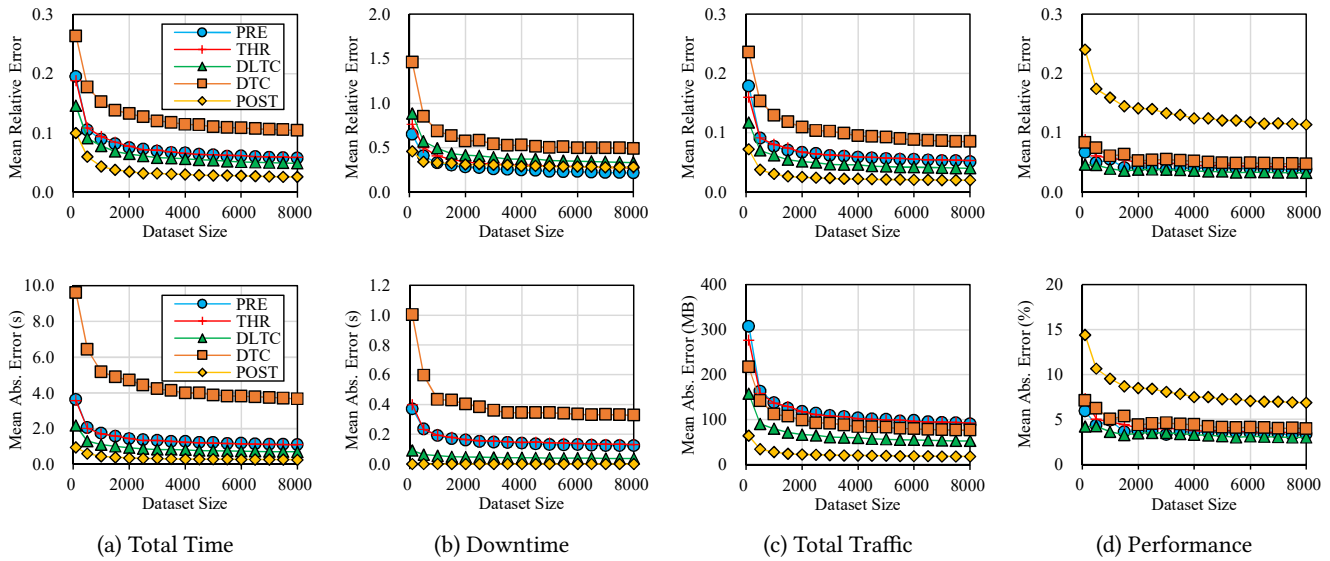 Mean Relative Error
0.3
0.2
0.1
0.0
PRE
THR
DLTC
DTC
POST
0 2000 4000 6000 8000
Dataset Size
Mean Relative Error
2.0
1.5
1.0
0.5
0.0
0 2000 4000 6000 8000
Dataset Size
Mean Relative Error
0.3
0.2
0.1
0.0
0 2000 4000 6000 8000
Dataset Size
Mean Relative Error
0.3
0.2
0.1
0.0
0 2000 4000 6000 8000
Dataset Size
Mean Abs. Error (s)
10.0
8.0
6.0
4.0
2.0
0.0
PRE
THR
DLTC
DTC
POST
0 2000 4000 6000 8000
Dataset Size
Mean Abs. Error (s)
1.2
1.0
0.8
0.6
0.4
0.2
0.0
0 2000 4000 6000 8000
Dataset Size
Mean Abs. Error (MB)
400
300
200
100
0
0 2000 4000 6000 8000
Dataset Size
Mean Abs. Error (%)
20
15
10
5
0
0 2000 4000 6000 8000
Dataset Size
(a) Total Time
(b) Downtime
(c) Total Traffic
(d) Performance